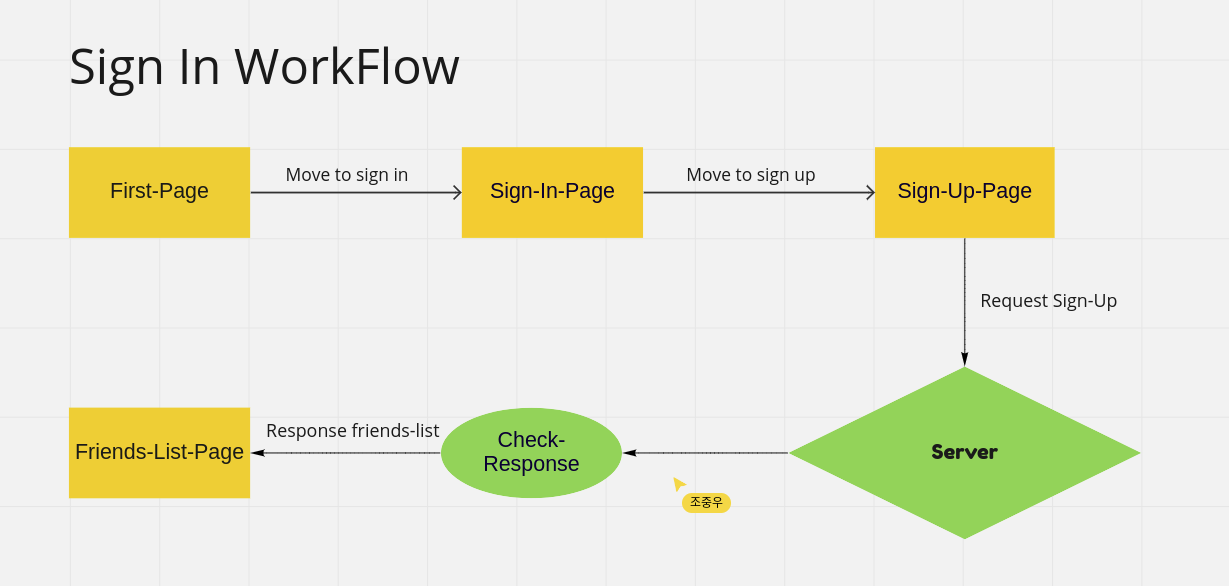 Sign In WorkFlow
First-Page
Move to sign in
Sign-In-Page
Move to sign up
Sign-Up-Page
Request Sign-Up
Friends-List-Page
Response friends-list
Check-
Response
Server
조중우